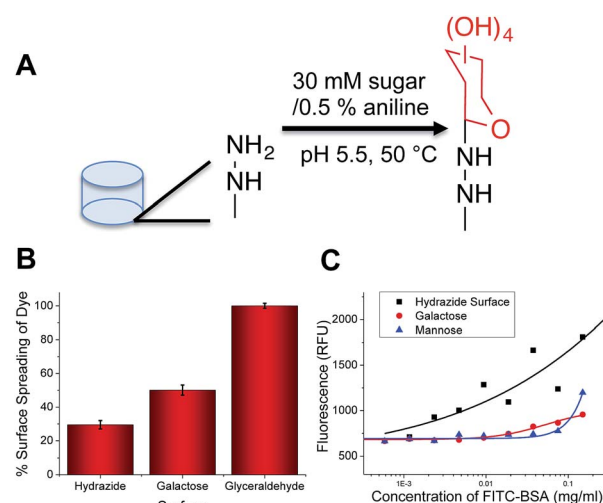 A
30 mM sugar
/0.5 % aniline
pH 5.5, 50 °C
NH2
NH
(OH)4
O
NH
NH
B
% Surface Spreading of Dye
100
80
60
40
20
0
Hydrazide
Galactose
Glyceraldehyde
C
Hydrazide Surface
Galactose
Mannose
Fluorescence (RFU)
2000
1500
1000
500
1E-3
0.01
0.1
Concentration of FITC-BSA (mg/ml)